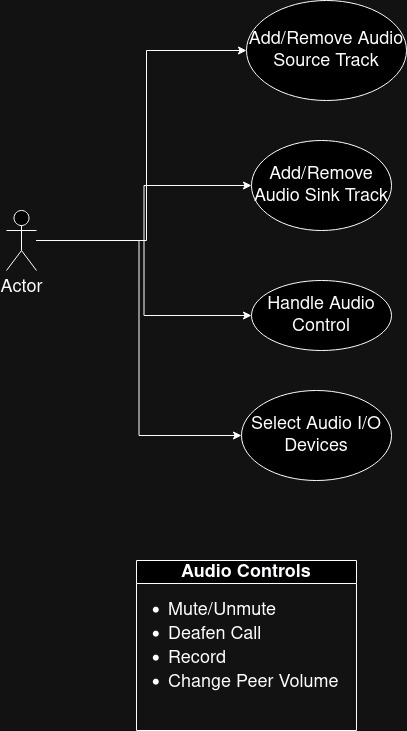 Add/Remove Audio
Source Track
Add/Remove
Audio Sink Track
Actor
Handle Audio
Control
Select Audio I/O
Devices
Audio Controls
• Mute/Unmute
• Deafen Call
• Record
• Change Peer Volume